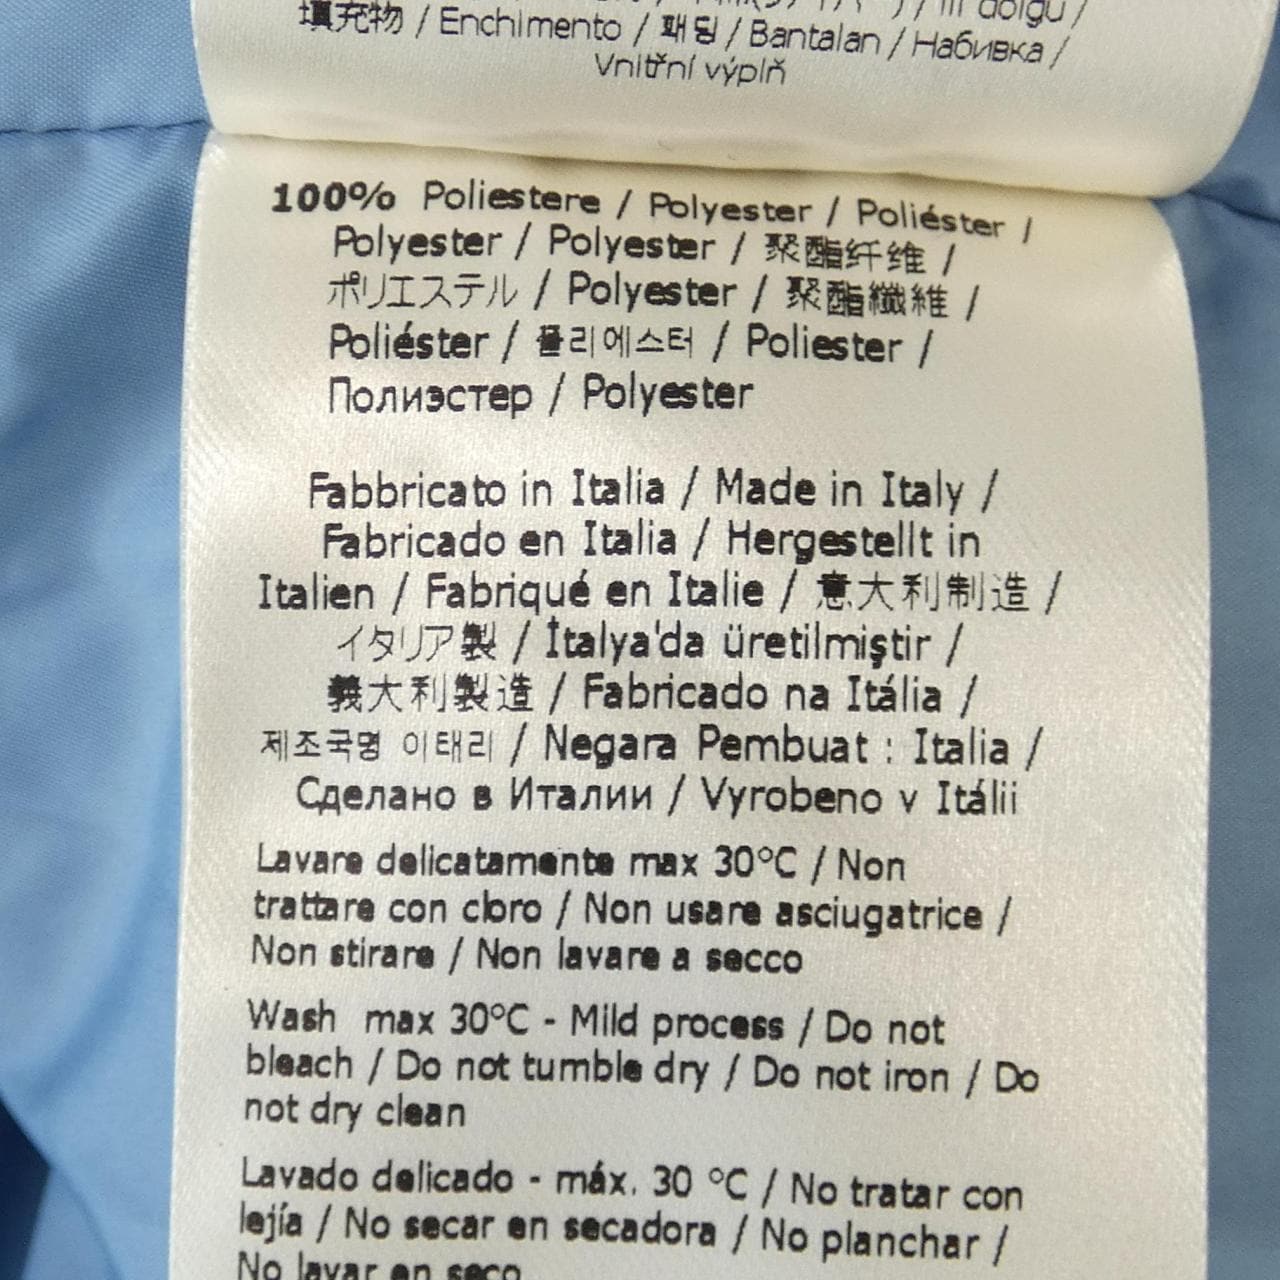 / III dolgu /
填充物 / Enchimento / 패딩 / Bantalan / Набивка /
Vnitřní výplň
100% Poliestere / Polyester / Poliéster /
Polyester / Polyester / 聚酯纤维 /
ポリエステル / Polyester / 聚酯纖維 /
Poliéster / 폴리에스터 / Poliester /
Полиэстер / Polyester
Fabbricato in Italia / Made in Italy /
Fabricado en Italia / Hergestellt in
Italien / Fabriqué en Italie / 意大利制造 /
イタリア製 / İtalya'da üretilmiştir /
義大利製造 / Fabricado na Itália /
제조국명 이태리 / Negara Pembuat : Italia /
Сделано в Италии / Vyrobeno v Itálii
Lavare delicatamente max 30°C / Non
trattare con cloro / Non usare asciugatrice /
Non stirare / Non lavare a secco
Wash max 30°C - Mild process / Do not
bleach / Do not tumble dry / Do not iron / Do
not dry clean
Lavado delicado - máx. 30 °C / No tratar con
lejía / No secar en secadora / No planchar /
No lavar en seco